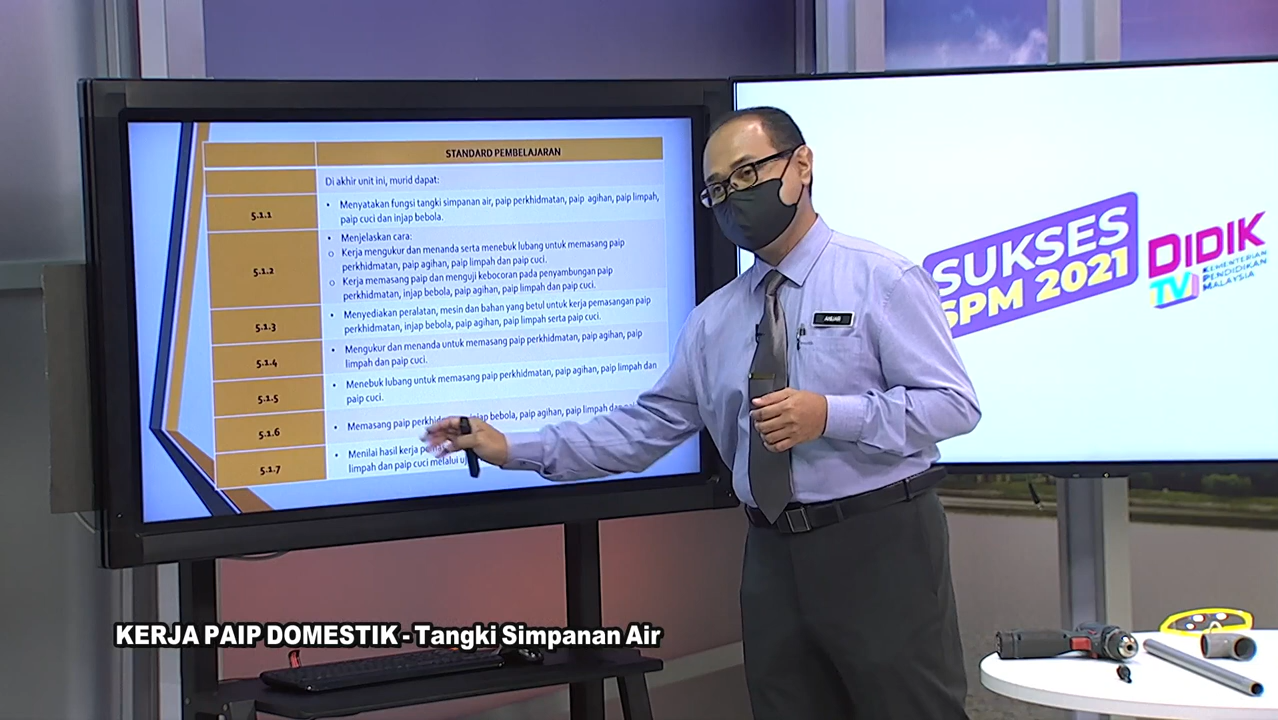 STANDARD PEMBELAJARAN
Di akhir unit ini, murid dapat:
5.1.1
• Menyatakan fungsi tangki simpanan air, paip perkhidmatan, paip agihan, paip limpah,
paip cuci dan injap bebola.
5.1.2
• Menjelaskan cara:
o Kerja mengukur dan menanda serta menebuk lubang untuk memasang paip
perkhidmatan, paip agihan, paip limpah dan paip cuci.
o Kerja memasang paip dan menguji kebocoran pada penyambungan paip
perkhidmatan, injap bebola, paip agihan, paip limpah dan paip cuci.
5.1.3
• Menyediakan peralatan, mesin dan bahan yang betul untuk kerja pemasangan paip
perkhidmatan, injap bebola, paip agihan, paip limpah serta paip cuci.
5.1.4
• Mengukur dan menanda untuk memasang paip perkhidmatan, paip agihan, paip
limpah dan paip cuci.
5.1.5
• Menebuk lubang untuk memasang paip perkhidmatan, paip agihan, paip limpah dan
paip cuci.
5.1.6
• Memasang paip injap bebola, paip agihan, paip limpah
5.1.7
• Menilai hasil kerja
limpah dan paip cuci melalui
SUKSES
SPM 2021
DIDIK
TV
KEMENTERIAN
PENDIDIKAN
MALAYSIA
KERJA PAIP DOMESTIK - Tangki Simpanan Air